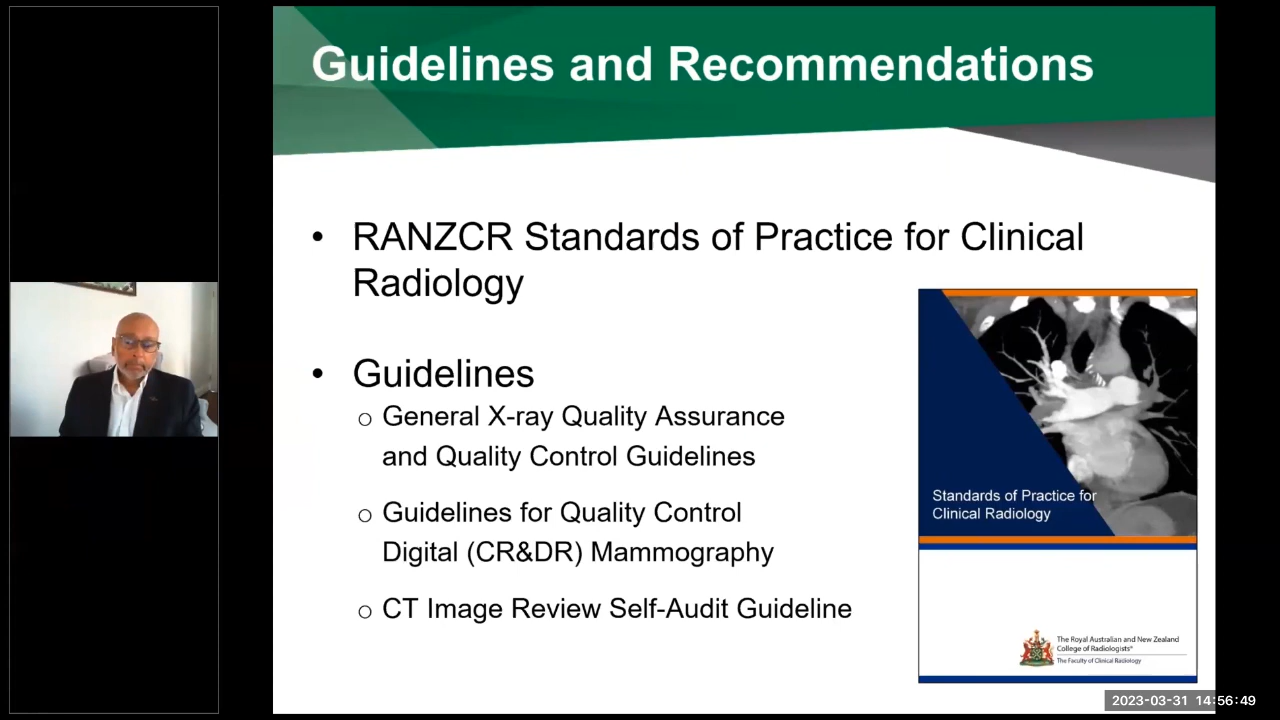 Guidelines and Recommendations
• RANZCR Standards of Practice for Clinical
Radiology
• Guidelines
o General X-ray Quality Assurance
and Quality Control Guidelines
o Guidelines for Quality Control
Digital (CR&DR) Mammography
o CT Image Review Self-Audit Guideline
Standards of Practice for
Clinical Radiology
The Royal Australian and New Zealand
College of Radiologists®
The Faculty of Clinical Radiology
2023-03-31 14:56:49